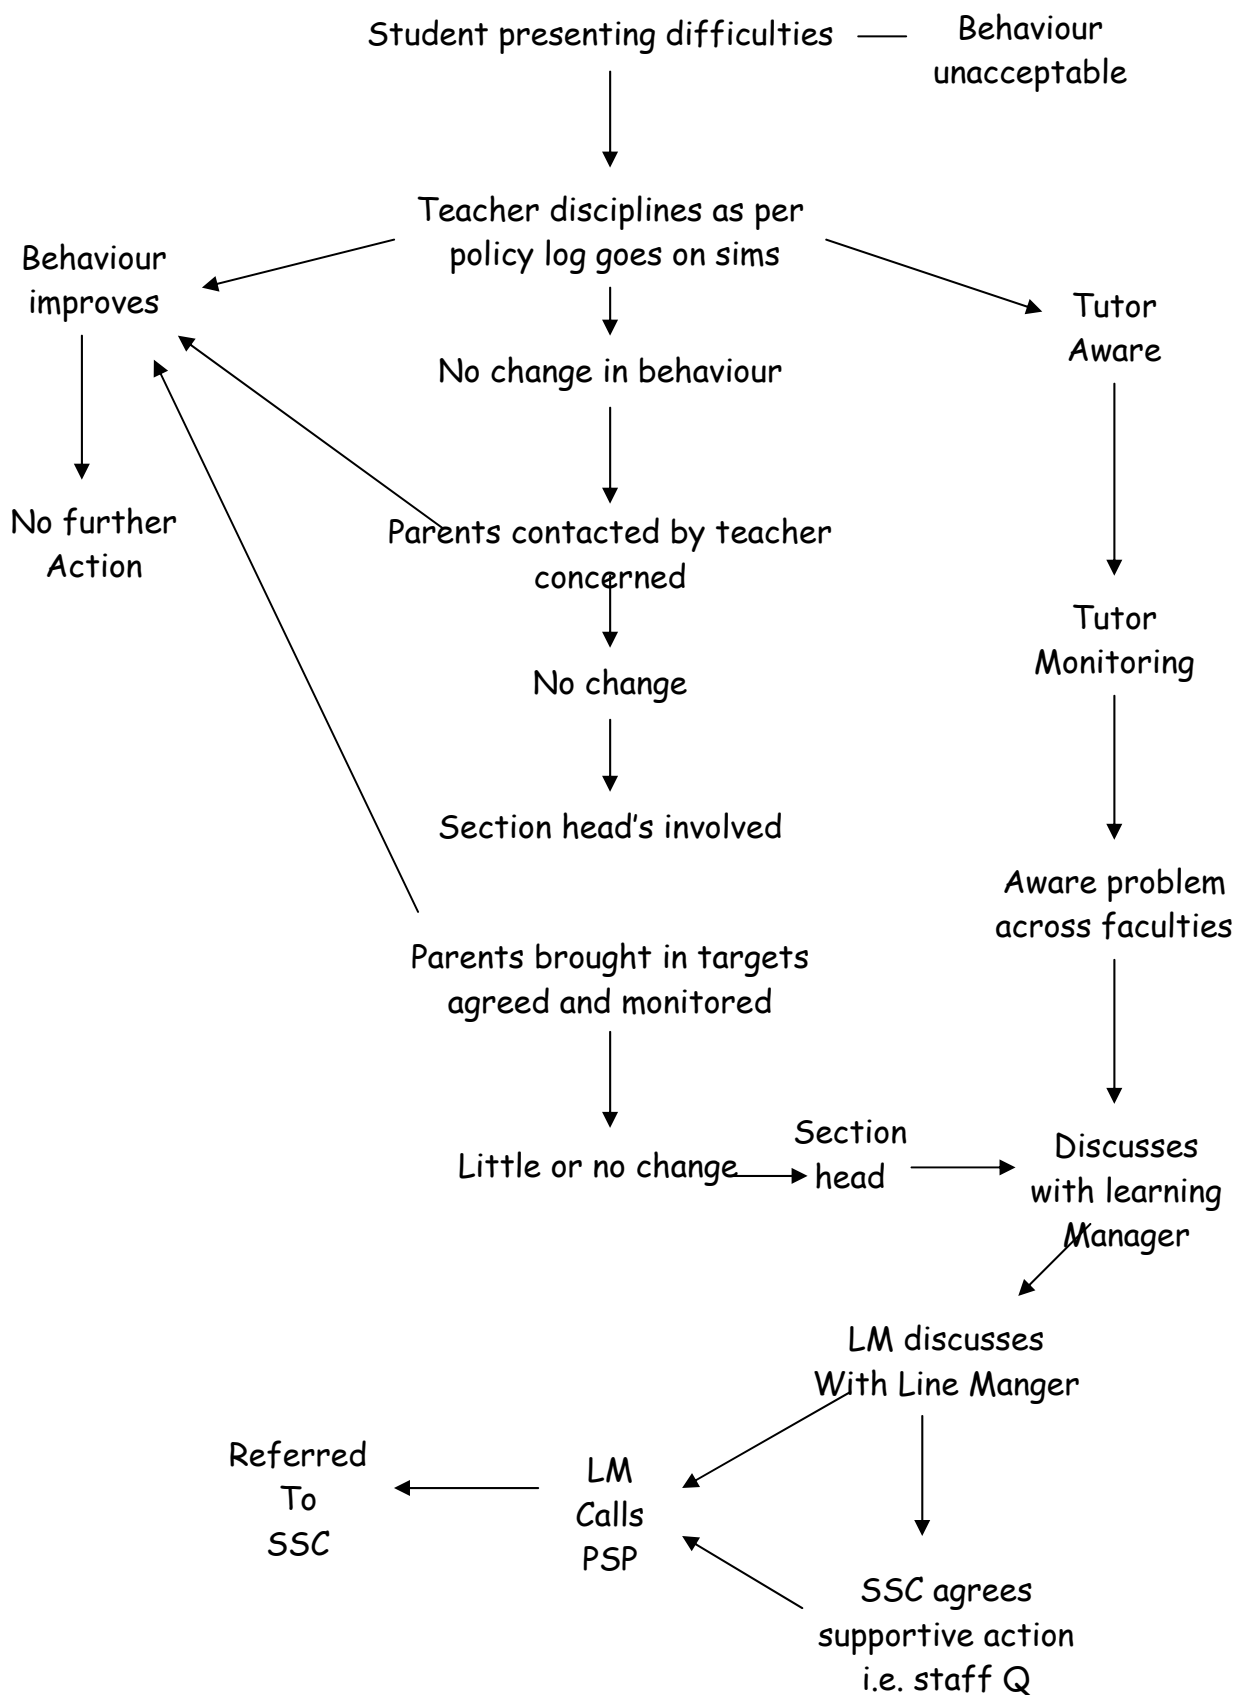 Student presenting difficulties
Behaviour
unacceptable
Teacher disciplines as per
policy log goes on sims
Behaviour
improves
Tutor
Aware
No change in behaviour
No further
Action
Parents contacted by teacher
concerned
Tutor
Monitoring
No change
Section head's involved
Aware problem
across faculties
Parents brought in targets
agreed and monitored
Little or no change
Section
head
Discusses
with learning
Manager
LM discusses
With Line Manger
Referred
To
SSC
LM
Calls
PSP
SSC agrees
supportive action
i.e. staff Q